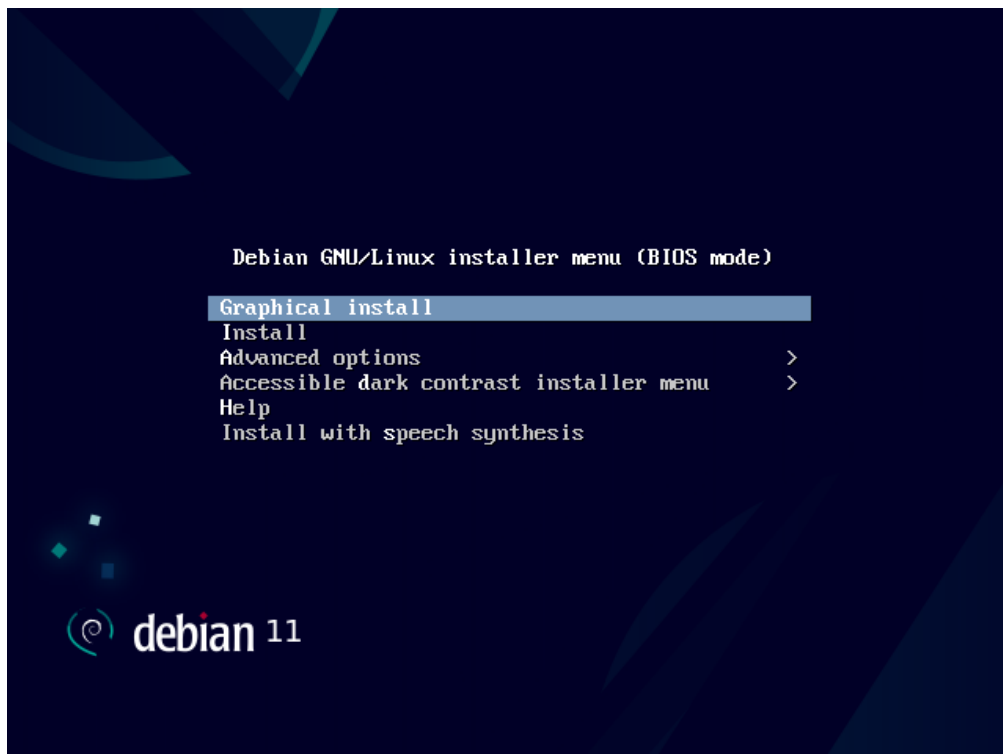 Debian GNU/Linux installer menu (BIOS mode)
Graphical install
Install
Advanced options >
Accessible dark contrast installer menu >
Help
Install with speech synthesis
debian 11